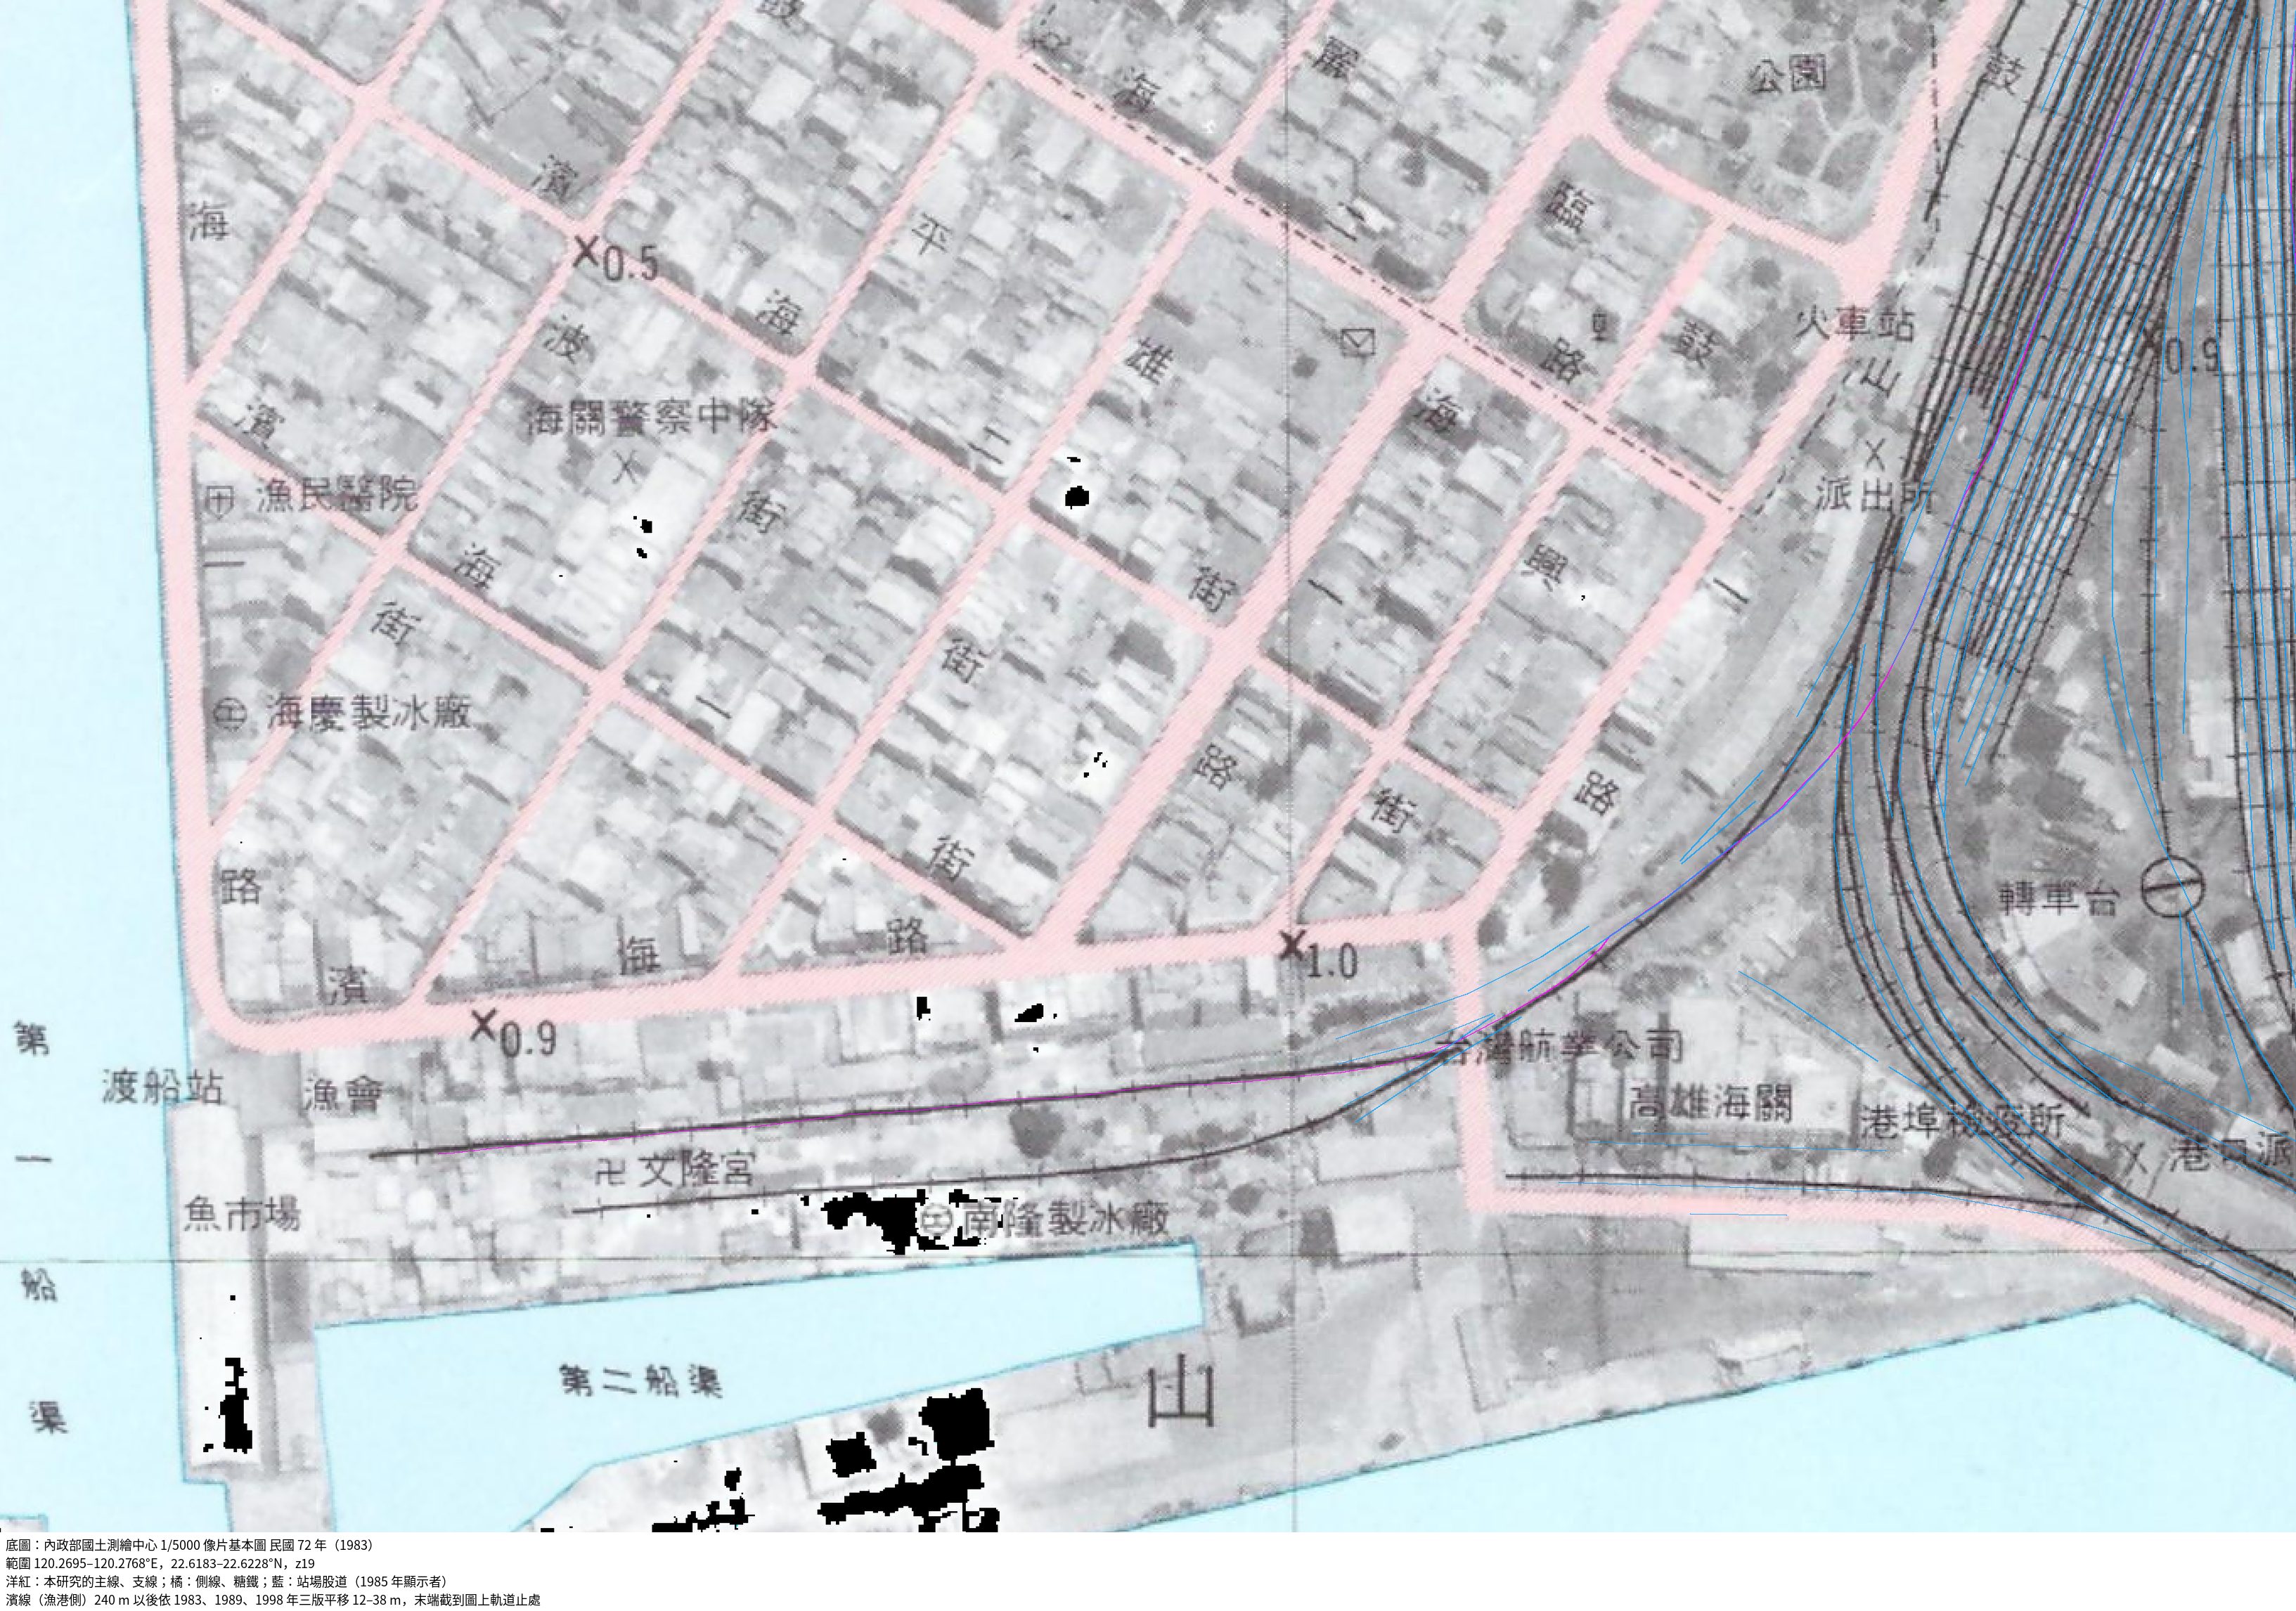 鼓
海
麗
公園
鼓
濱
海
二
臨
平
0.5
海
雄
路
鼓
火車站
山
0.9
波
海關警察中隊
二
海
濱
漁民醫院
街
派出所
一
海
街
一
興
一
街
街
海慶製冰廠
一
路
街
路
路
街
轉車台
濱
海
路
1.0
0.9
第
一
船
渠
渡船站
漁會
台灣航業公司
高雄海關
港埠檢疫所
港口派
文隆宮
魚市場
南隆製冰廠
第二船渠
山
底圖：內政部國土測繪中心 1/5000 像片基本圖 民國 72 年（1983）
範圍 120.2695–120.2768°E，22.6183–22.6228°N，z19
洋紅：本研究的主線、支線；橘：側線、糖鐵；藍：站場股道（1985 年顯示者）
濱線（漁港側）240 m 以後依 1983、1989、1998 年三版平移 12–38 m，末端截到圖上軌道止處